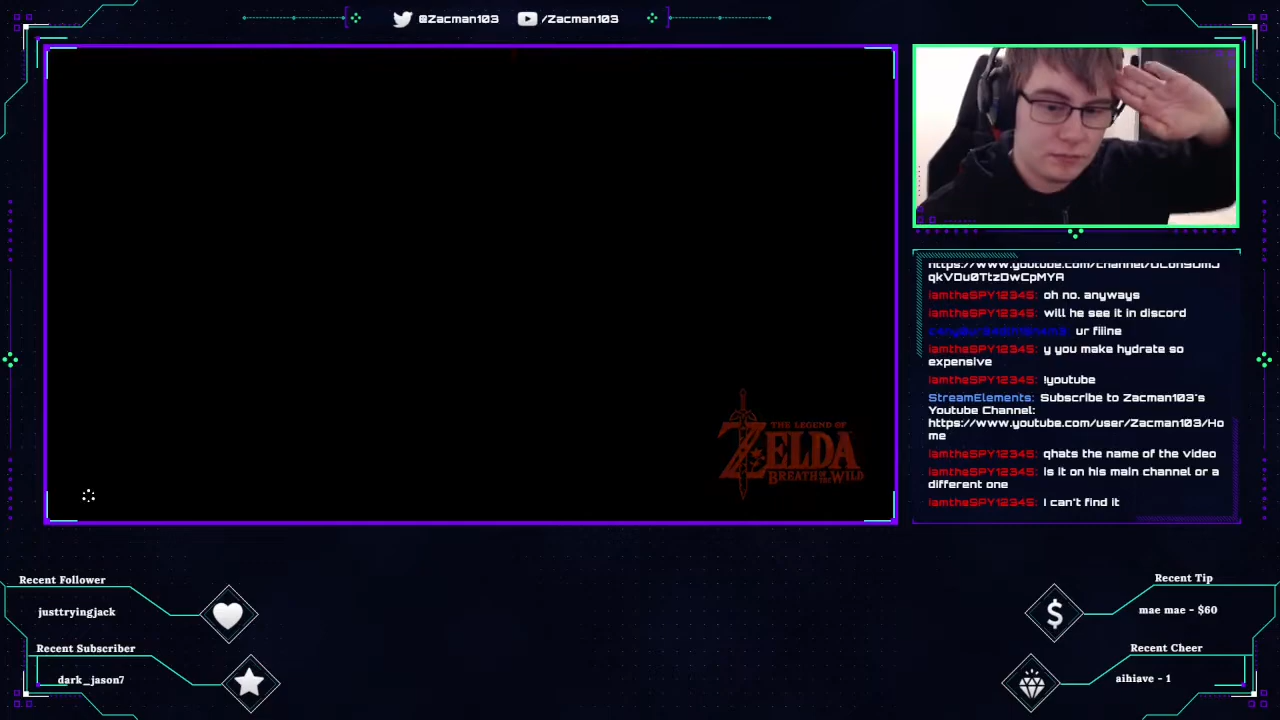 @Zacman103 /Zacman103
qkVDu0TtzDwCpMYA
iamtheSPY12345: oh no. anyways
iamtheSPY12345: will he see it in discord
ur fiiine
iamtheSPY12345: y you make hydrate so
expensive
iamtheSPY12345: !youtube
StreamElements: Subscribe to Zacman103's
Youtube Channel:
https://www.youtube.com/user/Zacman103/Ho
me
iamtheSPY12345: qhats the name of the video
iamtheSPY12345: is it on his main channel or a
different one
iamtheSPY12345: I can't find it
THE LEGEND OF
ZELDA
BREATH OF THE WILD
Recent Follower
justtryingjack
Recent Subscriber
dark_jason7
Recent Tip
mae mae - $60
Recent Cheer
aihiave - 1